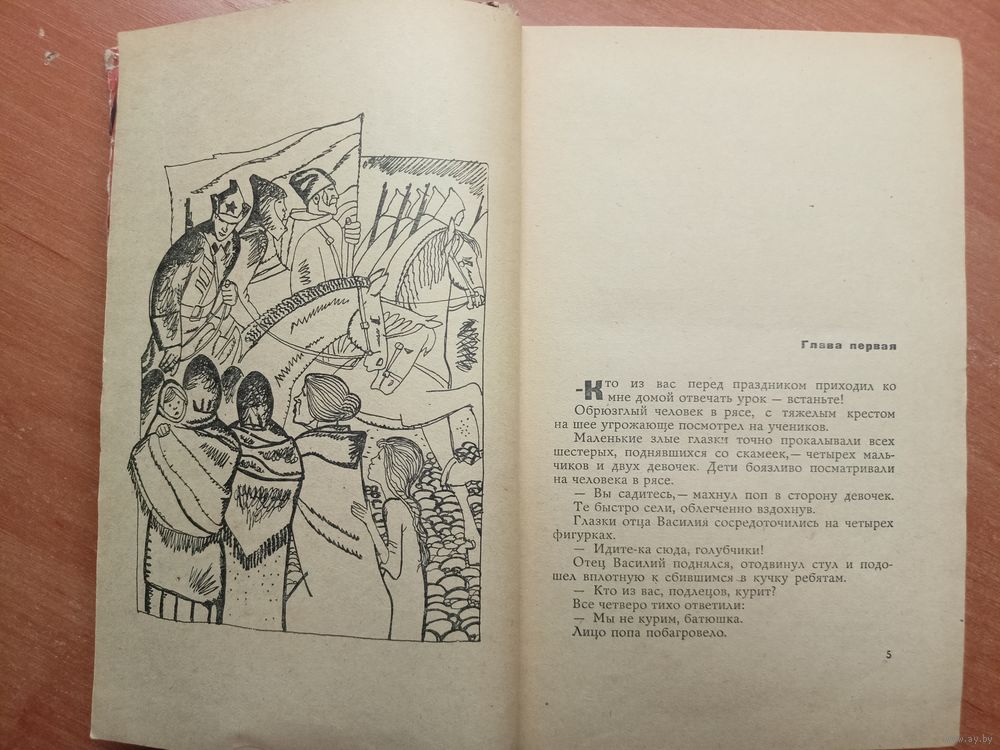 Глава первая
-Кто из вас перед праздником приходил ко
мне домой отвечать урок — встаньте!
Обрюзглый человек в рясе, с тяжелым крестом
на шее угрожающе посмотрел на учеников.
Маленькие злые глазки точно прокалывали всех
шестерых, поднявшихся со скамеек,— четырех маль-
чиков и двух девочек. Дети боязливо посматривали
на человека в рясе.
— Вы садитесь,— махнул поп в сторону девочек.
Те быстро сели, облегченно вздохнув.
Глазки отца Василия сосредоточились на четырех
фигурках.
— Идите-ка сюда, голубчики!
Отец Василий поднялся, отодвинул стул и подо-
шел вплотную к сбившимся в кучку ребятам.
— Кто из вас, подлецов, курит?
Все четверо тихо ответили:
— Мы не курим, батюшка.
Лицо попа побагровело.
5
www.ay.by